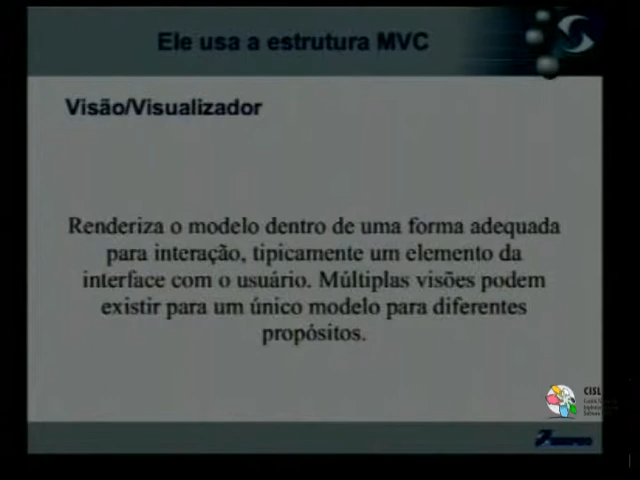 Ele usa a estrutura MVC
Visão/Visualizador
Renderiza o modelo dentro de uma forma adequada
para interação, tipicamente um elemento da
interface com o usuário. Múltiplas visões podem
existir para um único modelo para diferentes
propósitos.
CISL